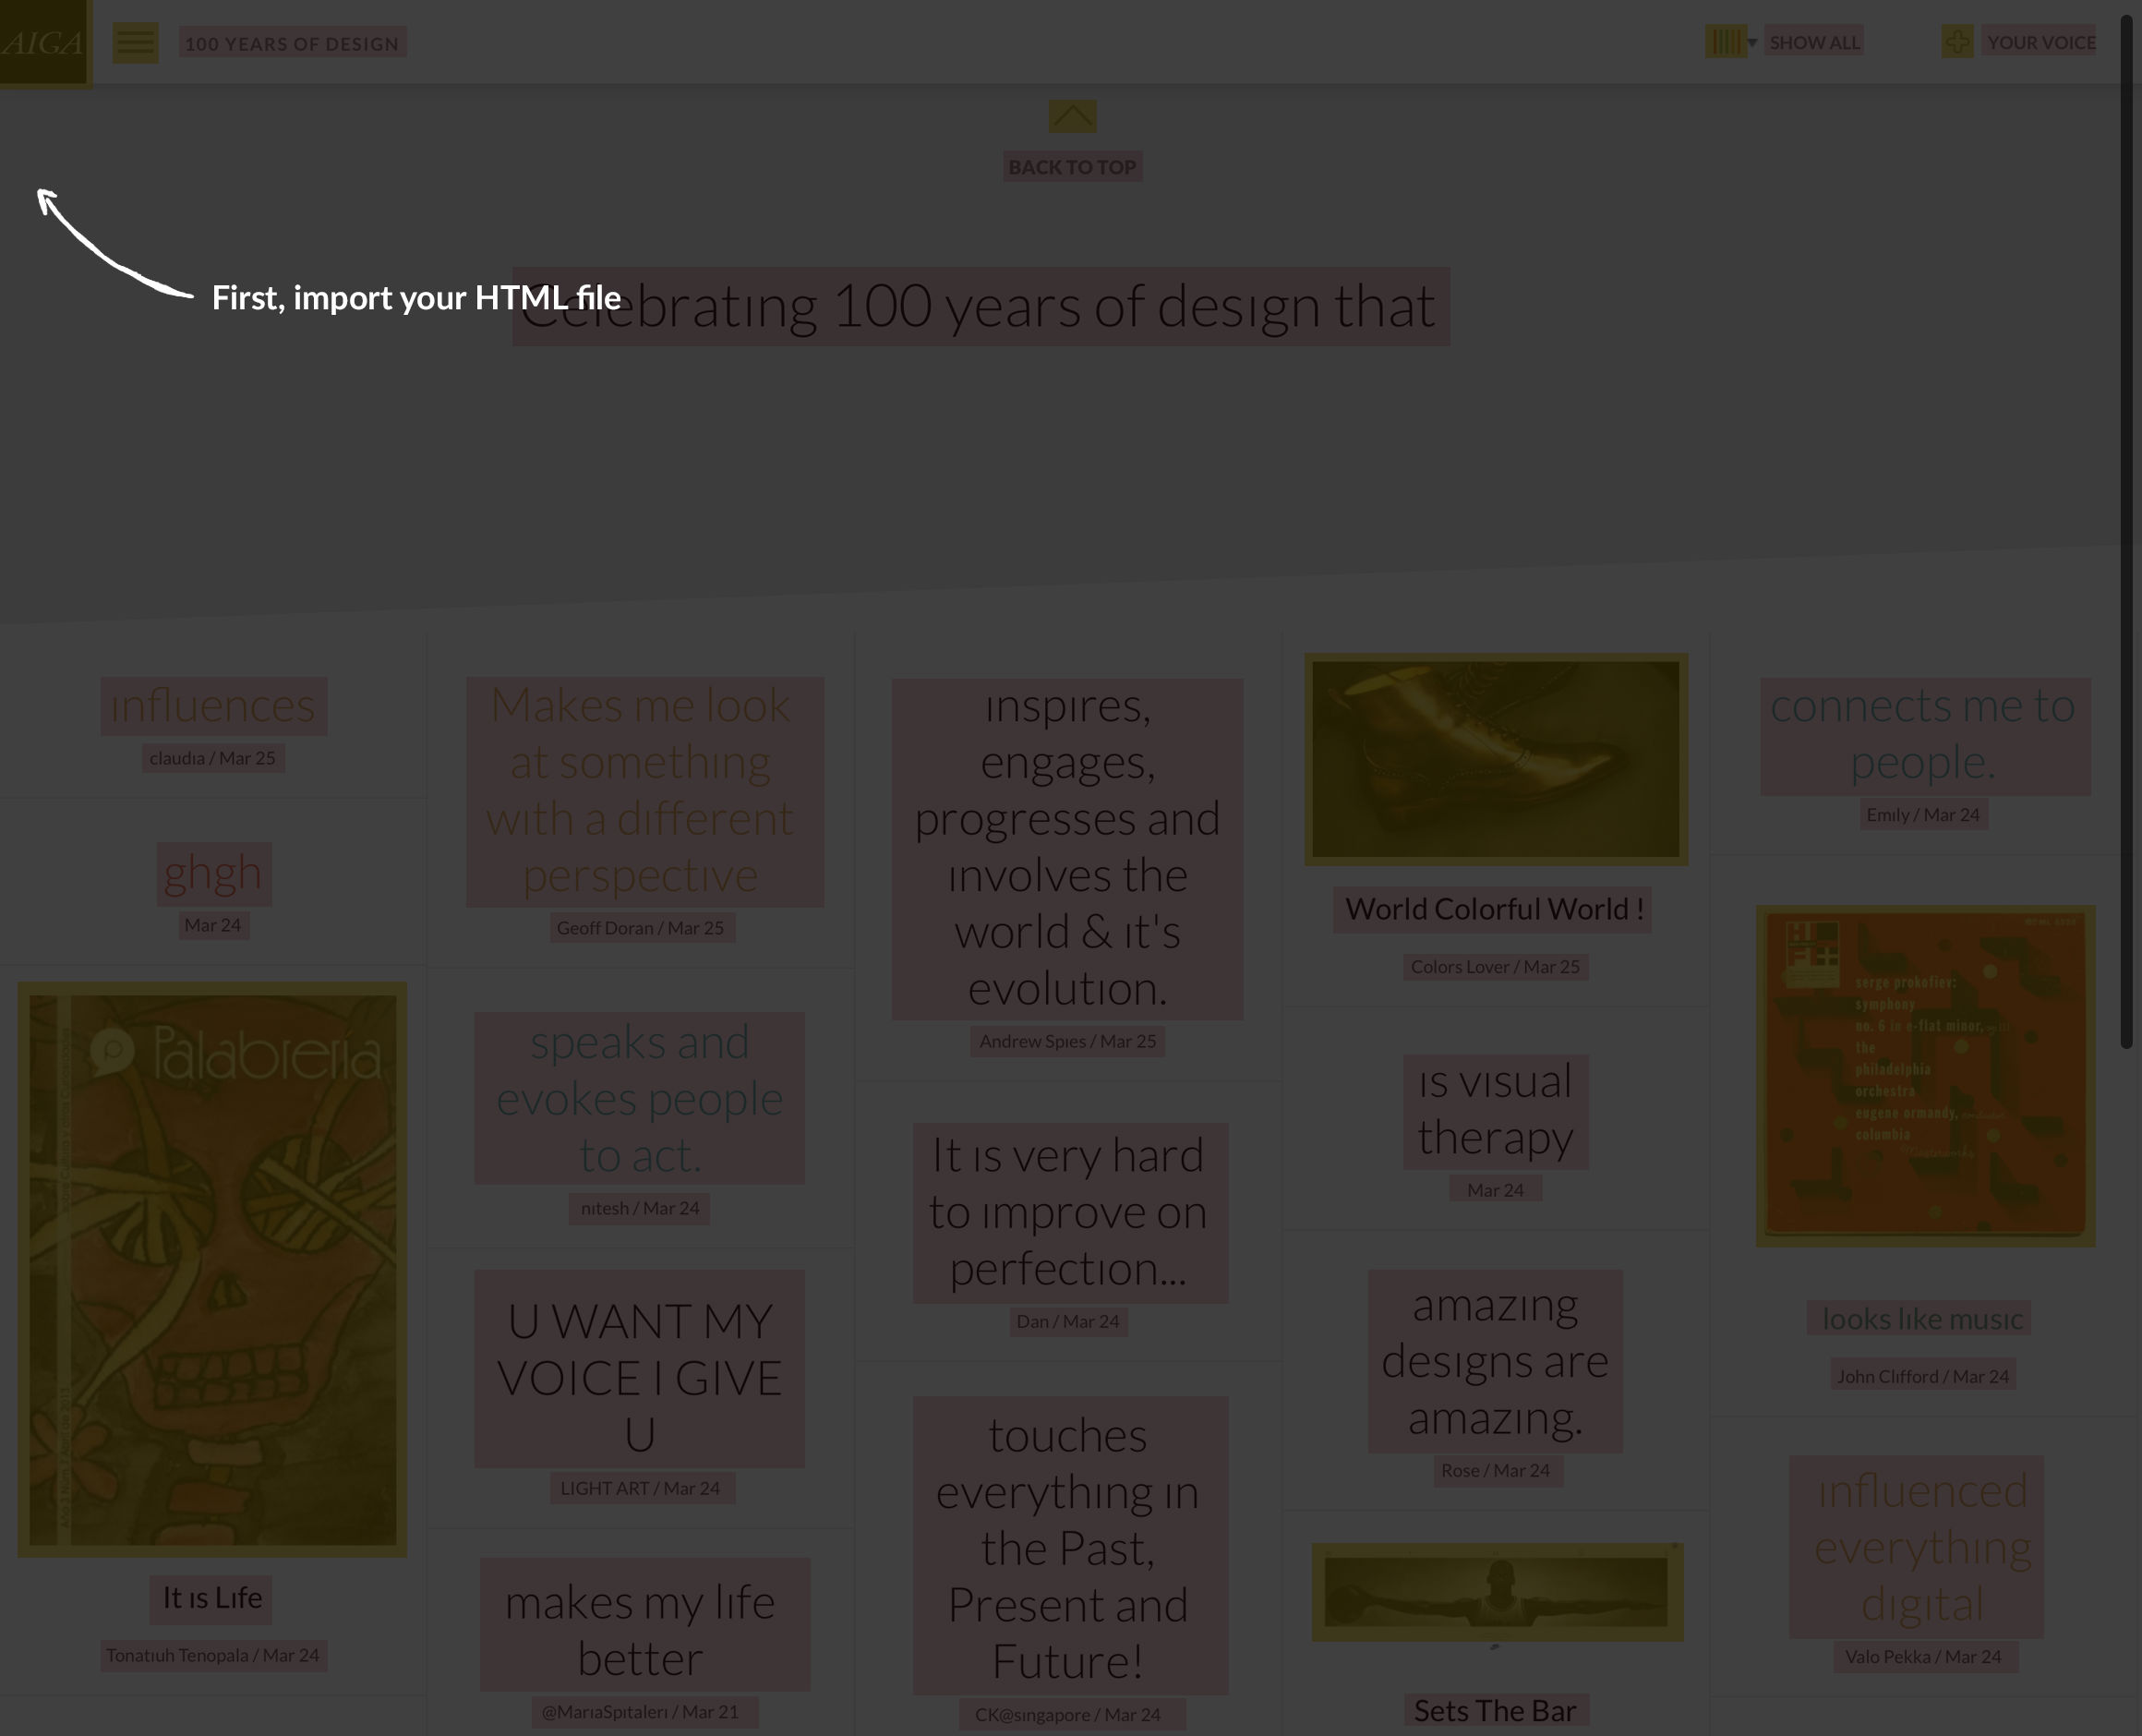 AIGA
100 YEARS OF DESIGN
SHOW ALL
YOUR VOICE
BACK TO TOP
First, import your HTML file
Celebrating 100 years of design that
influences
claudia / Mar 25
ghgh
Mar 24
Palabreria
It is Life
Tonatiuh Tenopala / Mar 24
Makes me look
at something
with a different
perspective
Geoff Doran / Mar 25
speaks and
evokes people
to act.
nitesh / Mar 24
U WANT MY
VOICE I GIVE
U
LIGHT ART / Mar 24
makes my life
better
@MariaSpitaleri / Mar 21
inspires,
engages,
progresses and
involves the
world & it's
evolution.
Andrew Spies / Mar 25
It is very hard
to improve on
perfection...
Dan / Mar 24
touches
everything in
the Past,
Present and
Future!
CK@singapore / Mar 24
World Colorful World !
Colors Lover / Mar 25
is visual
therapy
Mar 24
amazing
designs are
amazing.
Rose / Mar 24
Sets The Bar
connects me to
people.
Emily / Mar 24
serge prokofiev:
symphony
no. 6 in e-flat minor,
the
philadelphia
orchestra
eugene ormandy,
columbia
looks like music
John Clifford / Mar 24
influenced
everything
digital
Valo Pekka / Mar 24